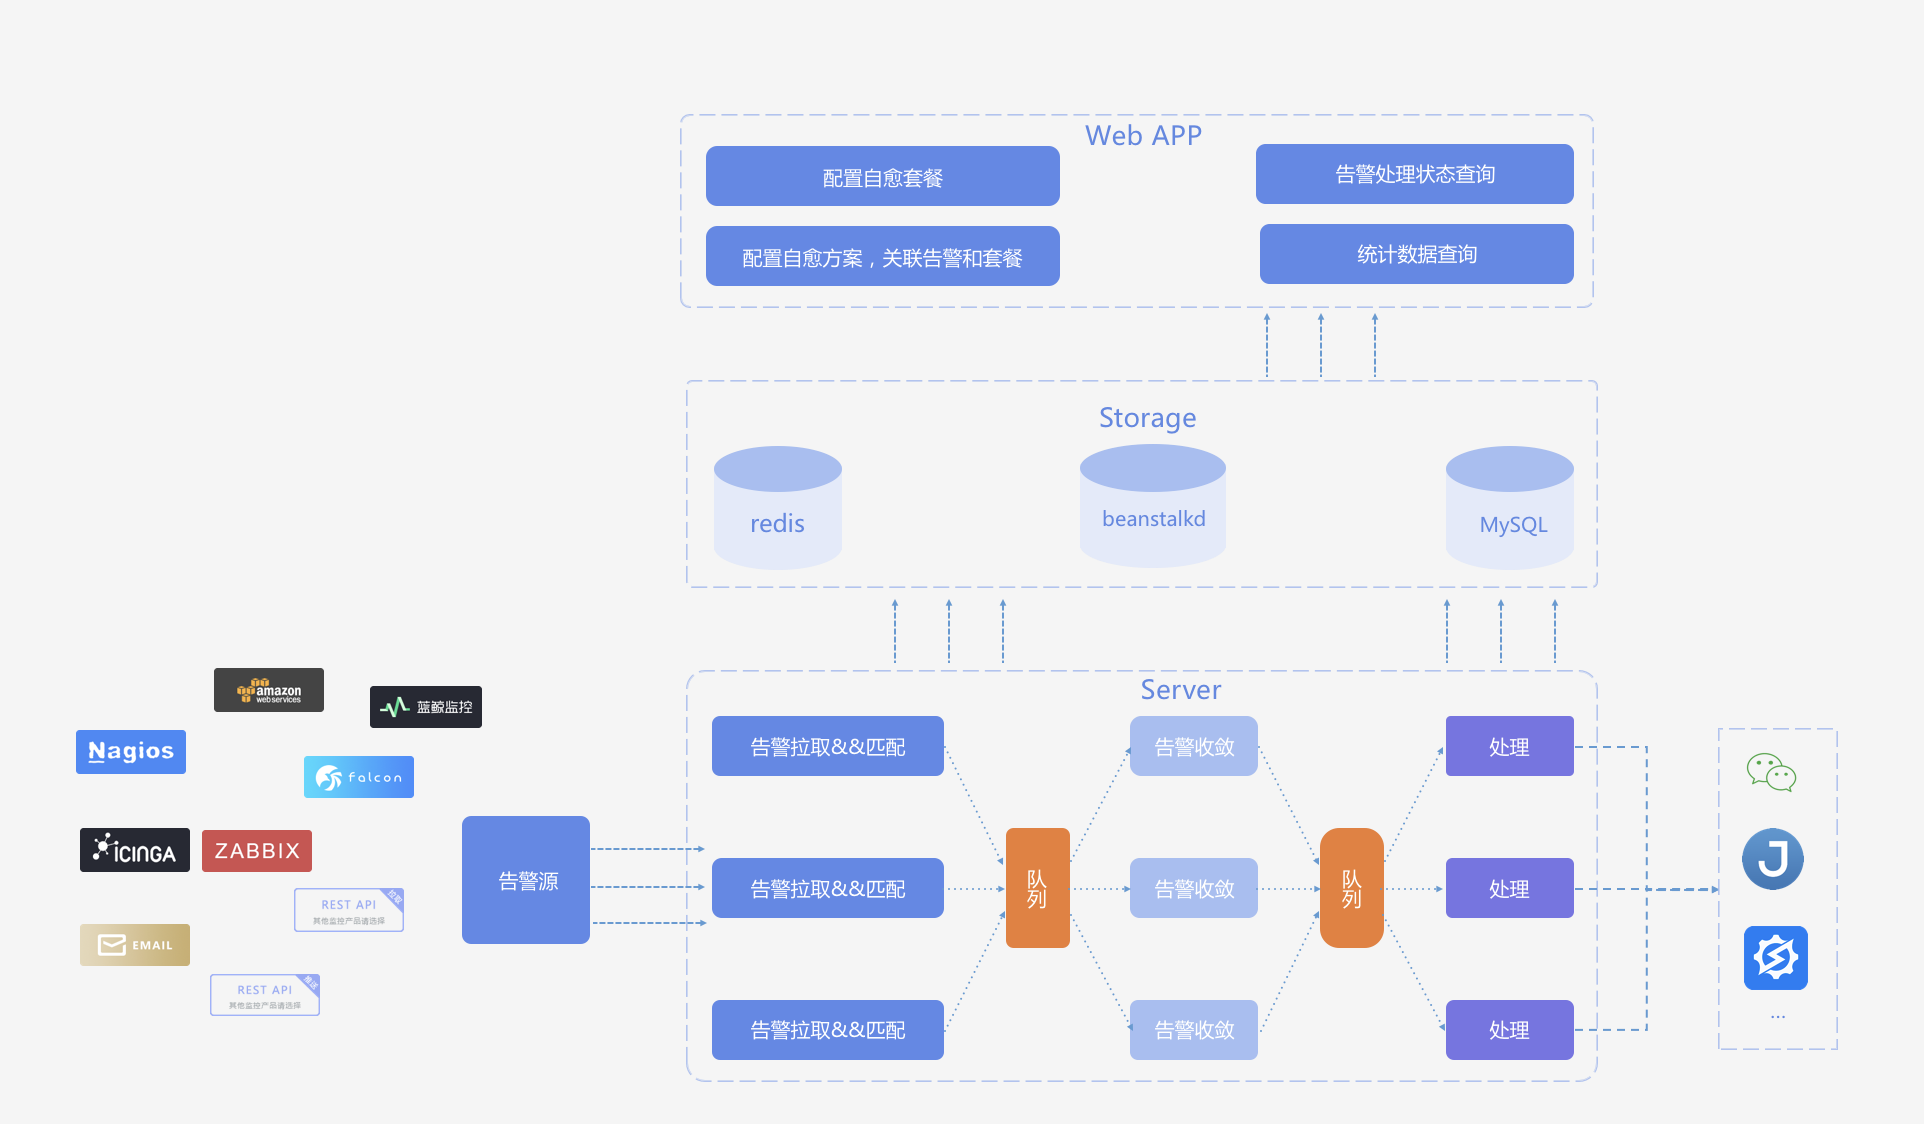 Web APP
配置自愈套餐
告警处理状态查询
配置自愈方案，关联告警和套餐
统计数据查询
Storage
redis
beanstalkd
MySQL
amazon
web services
蓝鲸监控
Nagios
falcon
ICINGA
ZABBIX
REST API
拉取
其他监控产品请选择
EMAIL
REST API
推送
其他监控产品请选择
告警源
Server
告警拉取&&匹配
告警收敛
处理
告警拉取&&匹配
队列
告警收敛
队列
处理
告警拉取&&匹配
告警收敛
处理
J
...